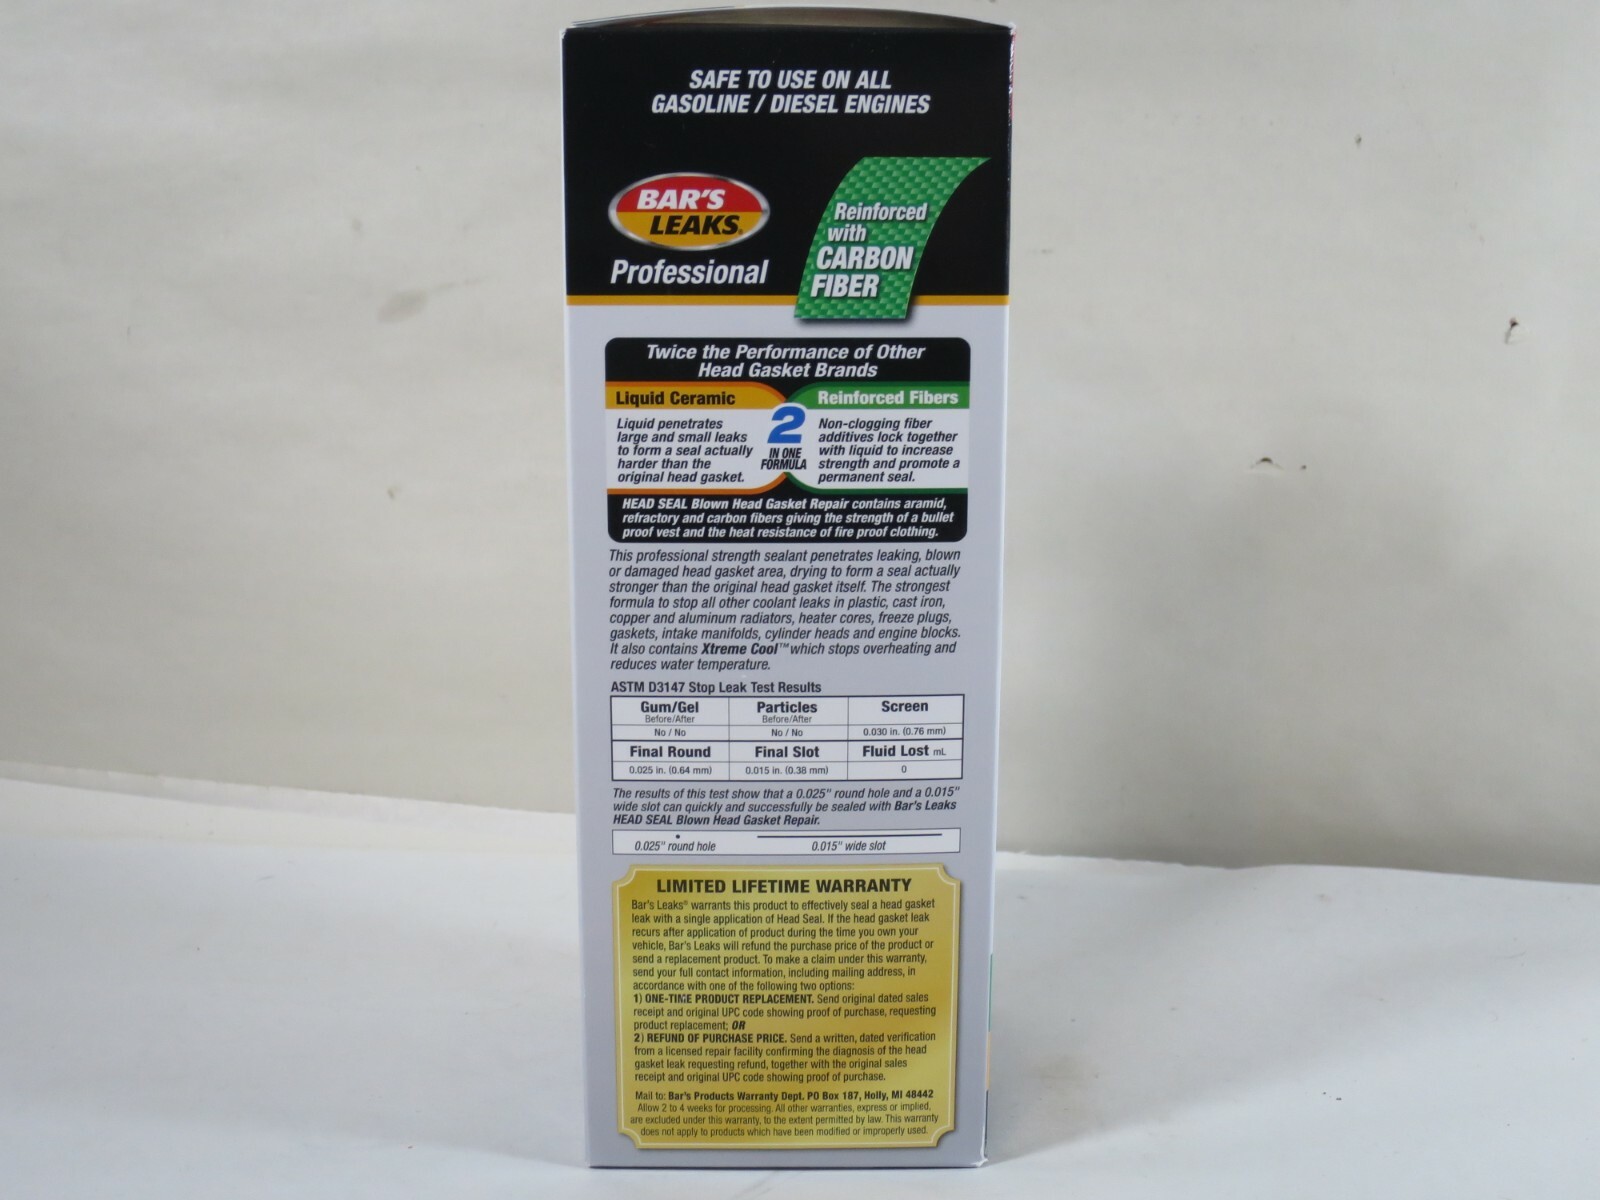 SAFE TO USE ON ALL
GASOLINE / DIESEL ENGINES
BAR'S
LEAKS®
Professional
Reinforced
with
CARBON
FIBER
Twice the Performance of Other
Head Gasket Brands
Liquid Ceramic
Liquid penetrates
large and small leaks
to form a seal actually
harder than the
original head gasket.
2
IN ONE
FORMULA
Reinforced Fibers
Non-clogging fiber
additives lock together
with liquid to increase
strength and promote a
permanent seal.
HEAD SEAL Blown Head Gasket Repair contains aramid,
refractory and carbon fibers giving the strength of a bullet
proof vest and the heat resistance of fire proof clothing.
This professional strength sealant penetrates leaking, blown
or damaged head gasket area, drying to form a seal actually
stronger than the original head gasket itself. The strongest
formula to stop all other coolant leaks in plastic, cast iron,
copper and aluminum radiators, heater cores, freeze plugs,
gaskets, intake manifolds, cylinder heads and engine blocks.
It also contains Xtreme Cool™ which stops overheating and
reduces water temperature.
ASTM D3147 Stop Leak Test Results
Gum/Gel Particles Screen
Before/After Before/After
No / No No / No 0.030 in. (0.76 mm)
Final Round Final Slot Fluid Lost mL
0.025 in. (0.64 mm) 0.015 in. (0.38 mm) 0
The results of this test show that a 0.025" round hole and a 0.015"
wide slot can quickly and successfully be sealed with Bar's Leaks
HEAD SEAL Blown Head Gasket Repair.
0.025" round hole 0.015" wide slot
LIMITED LIFETIME WARRANTY
Bar's Leaks® warrants this product to effectively seal a head gasket
leak with a single application of Head Seal. If the head gasket leak
recurs after application of product during the time you own your
vehicle, Bar's Leaks will refund the purchase price of the product or
send a replacement product. To make a claim under this warranty,
send your full contact information, including mailing address, in
accordance with one of the following two options:
1) ONE-TIME PRODUCT REPLACEMENT. Send original dated sales
receipt and original UPC code showing proof of purchase, requesting
product replacement; OR
2) REFUND OF PURCHASE PRICE. Send a written, dated verification
from a licensed repair facility confirming the diagnosis of the head
gasket leak requesting refund, together with the original sales
receipt and original UPC code showing proof of purchase.
Mail to: Bar's Products Warranty Dept. PO Box 187, Holly, MI 48442
Allow 2 to 4 weeks for processing. All other warranties, express or implied,
are excluded under this warranty, to the extent permitted by law. This warranty
does not apply to products which have been modified or improperly used.